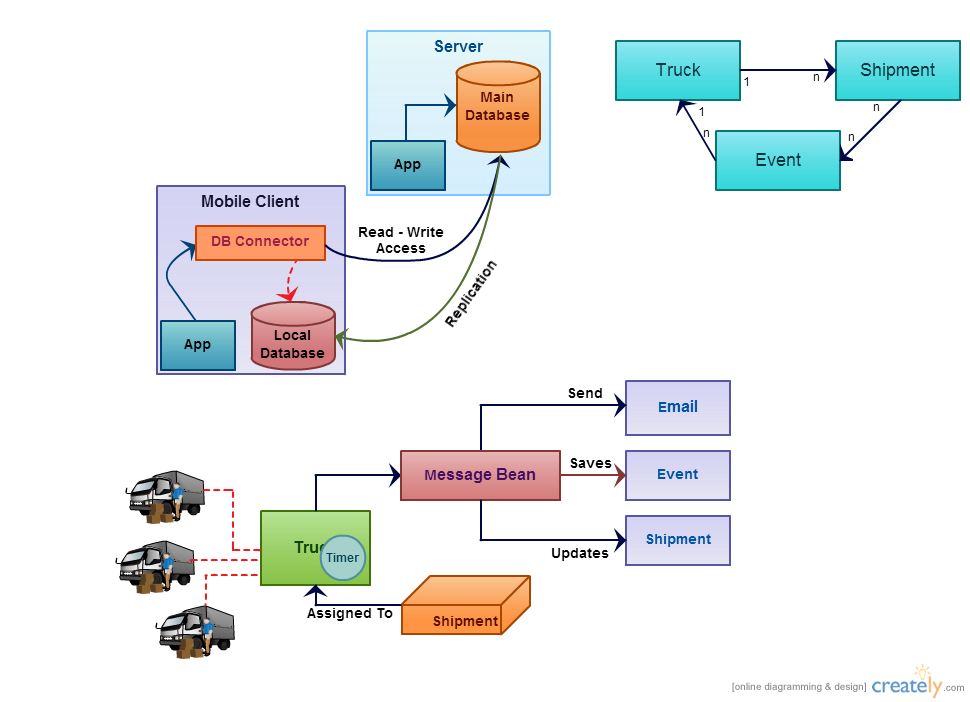 Server
Main
Database
App
Truck
1
n
Shipment
1
n
n
n
Event
Mobile Client
DB Connector
Read - Write
Access
Replication
App
Local
Database
Send
Email
Message Bean
Saves
Event
Updates
Shipment
Timer
Assigned To
Shipment
[online diagramming & design] creately.com